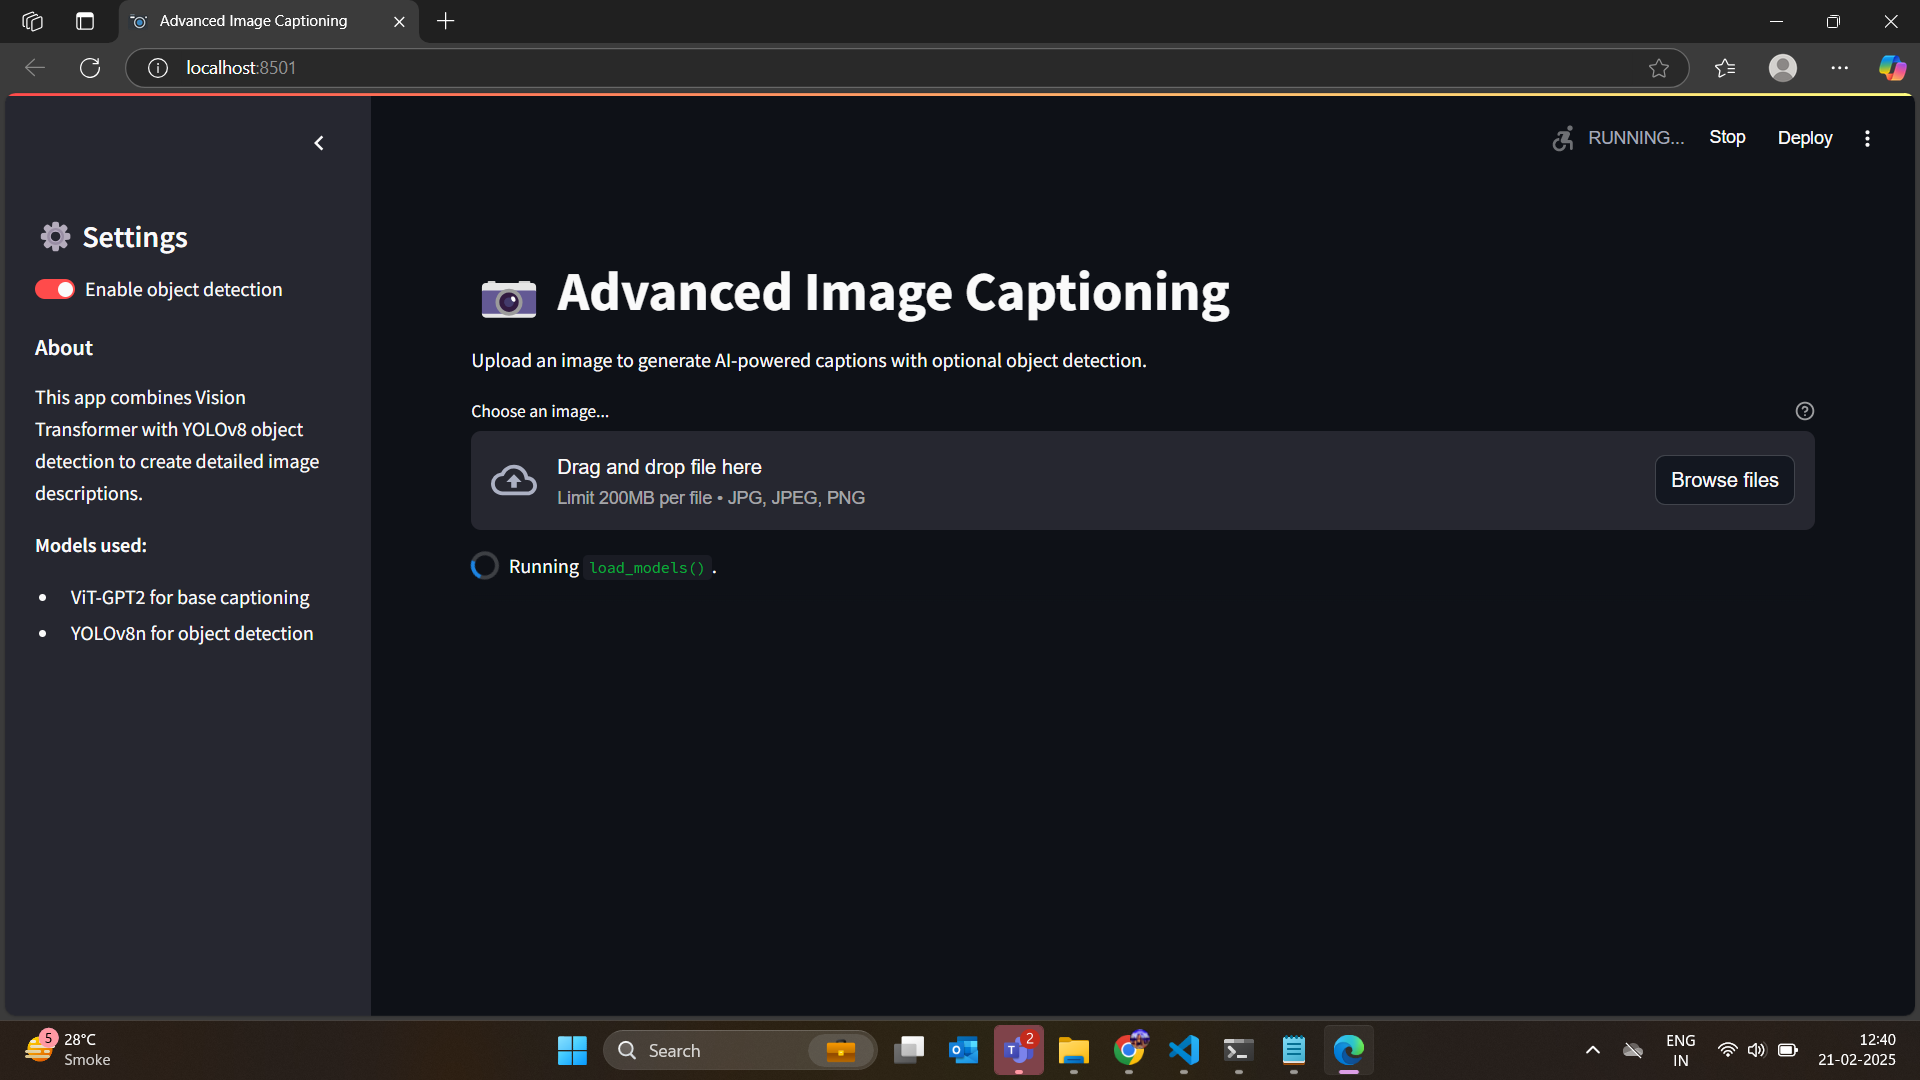 Advanced Image Captioning
localhost:8501
RUNNING...
Stop
Deploy
Settings
Enable object detection
About
This app combines Vision
Transformer with YOLOv8 object
detection to create detailed image
descriptions.
Models used:
• ViT-GPT2 for base captioning
• YOLOv8n for object detection
Advanced Image Captioning
Upload an image to generate AI-powered captions with optional object detection.
Choose an image...
Drag and drop file here
Limit 200MB per file • JPG, JPEG, PNG
Browse files
Running load_models().
5
28°C
Smoke
Search
2
ENG
IN
12:40
21-02-2025